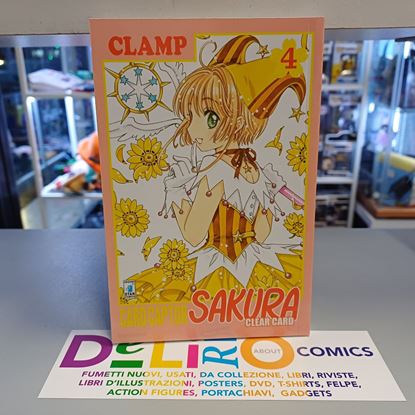 CLAMP
4
STAR
CARDCAPTOR
SAKURA
CLEAR CARD
DeLIRiO
ABOUT
COMICS
FUMETTI NUOVI, USATI, DA COLLEZIONE, LIBRI, RIVISTE,
LIBRI D'ILLUSTRAZIONI, POSTERS, DVD, T-SHIRTS, FELPE,
ACTION FIGURES, PORTACHIAVI, GADGETS